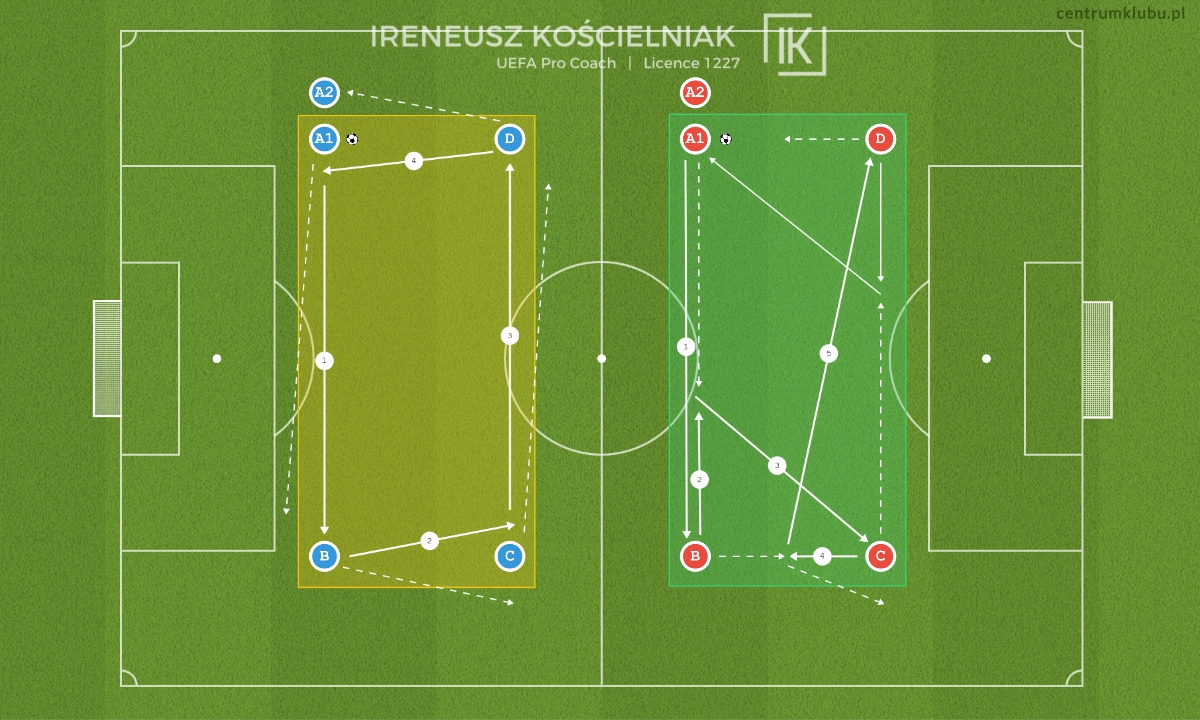 centrumklubu.pl
IRENEUSZ KOŚCIELNIAK
IK
UEFA Pro Coach | Licence 1227
A2
A2
A1
D
A1
D
4
1
3
1
5
3
2
2
4
B
C
B
C